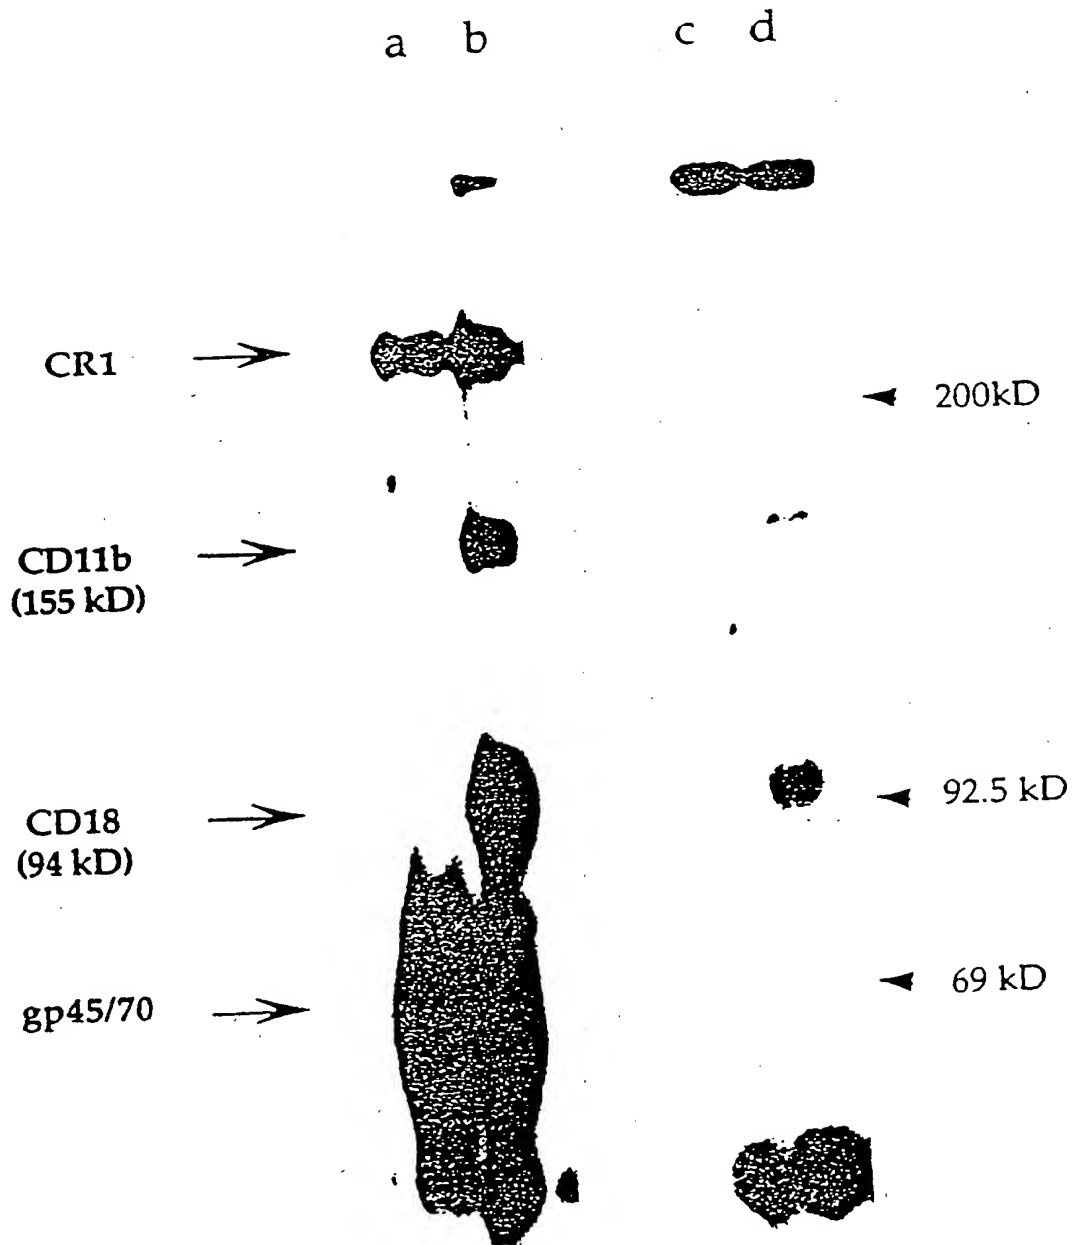 a b c d
CR1
200kD
CD11b
(155 kD)
CD18
(94 kD)
92.5 kD
69 kD
gp45/70